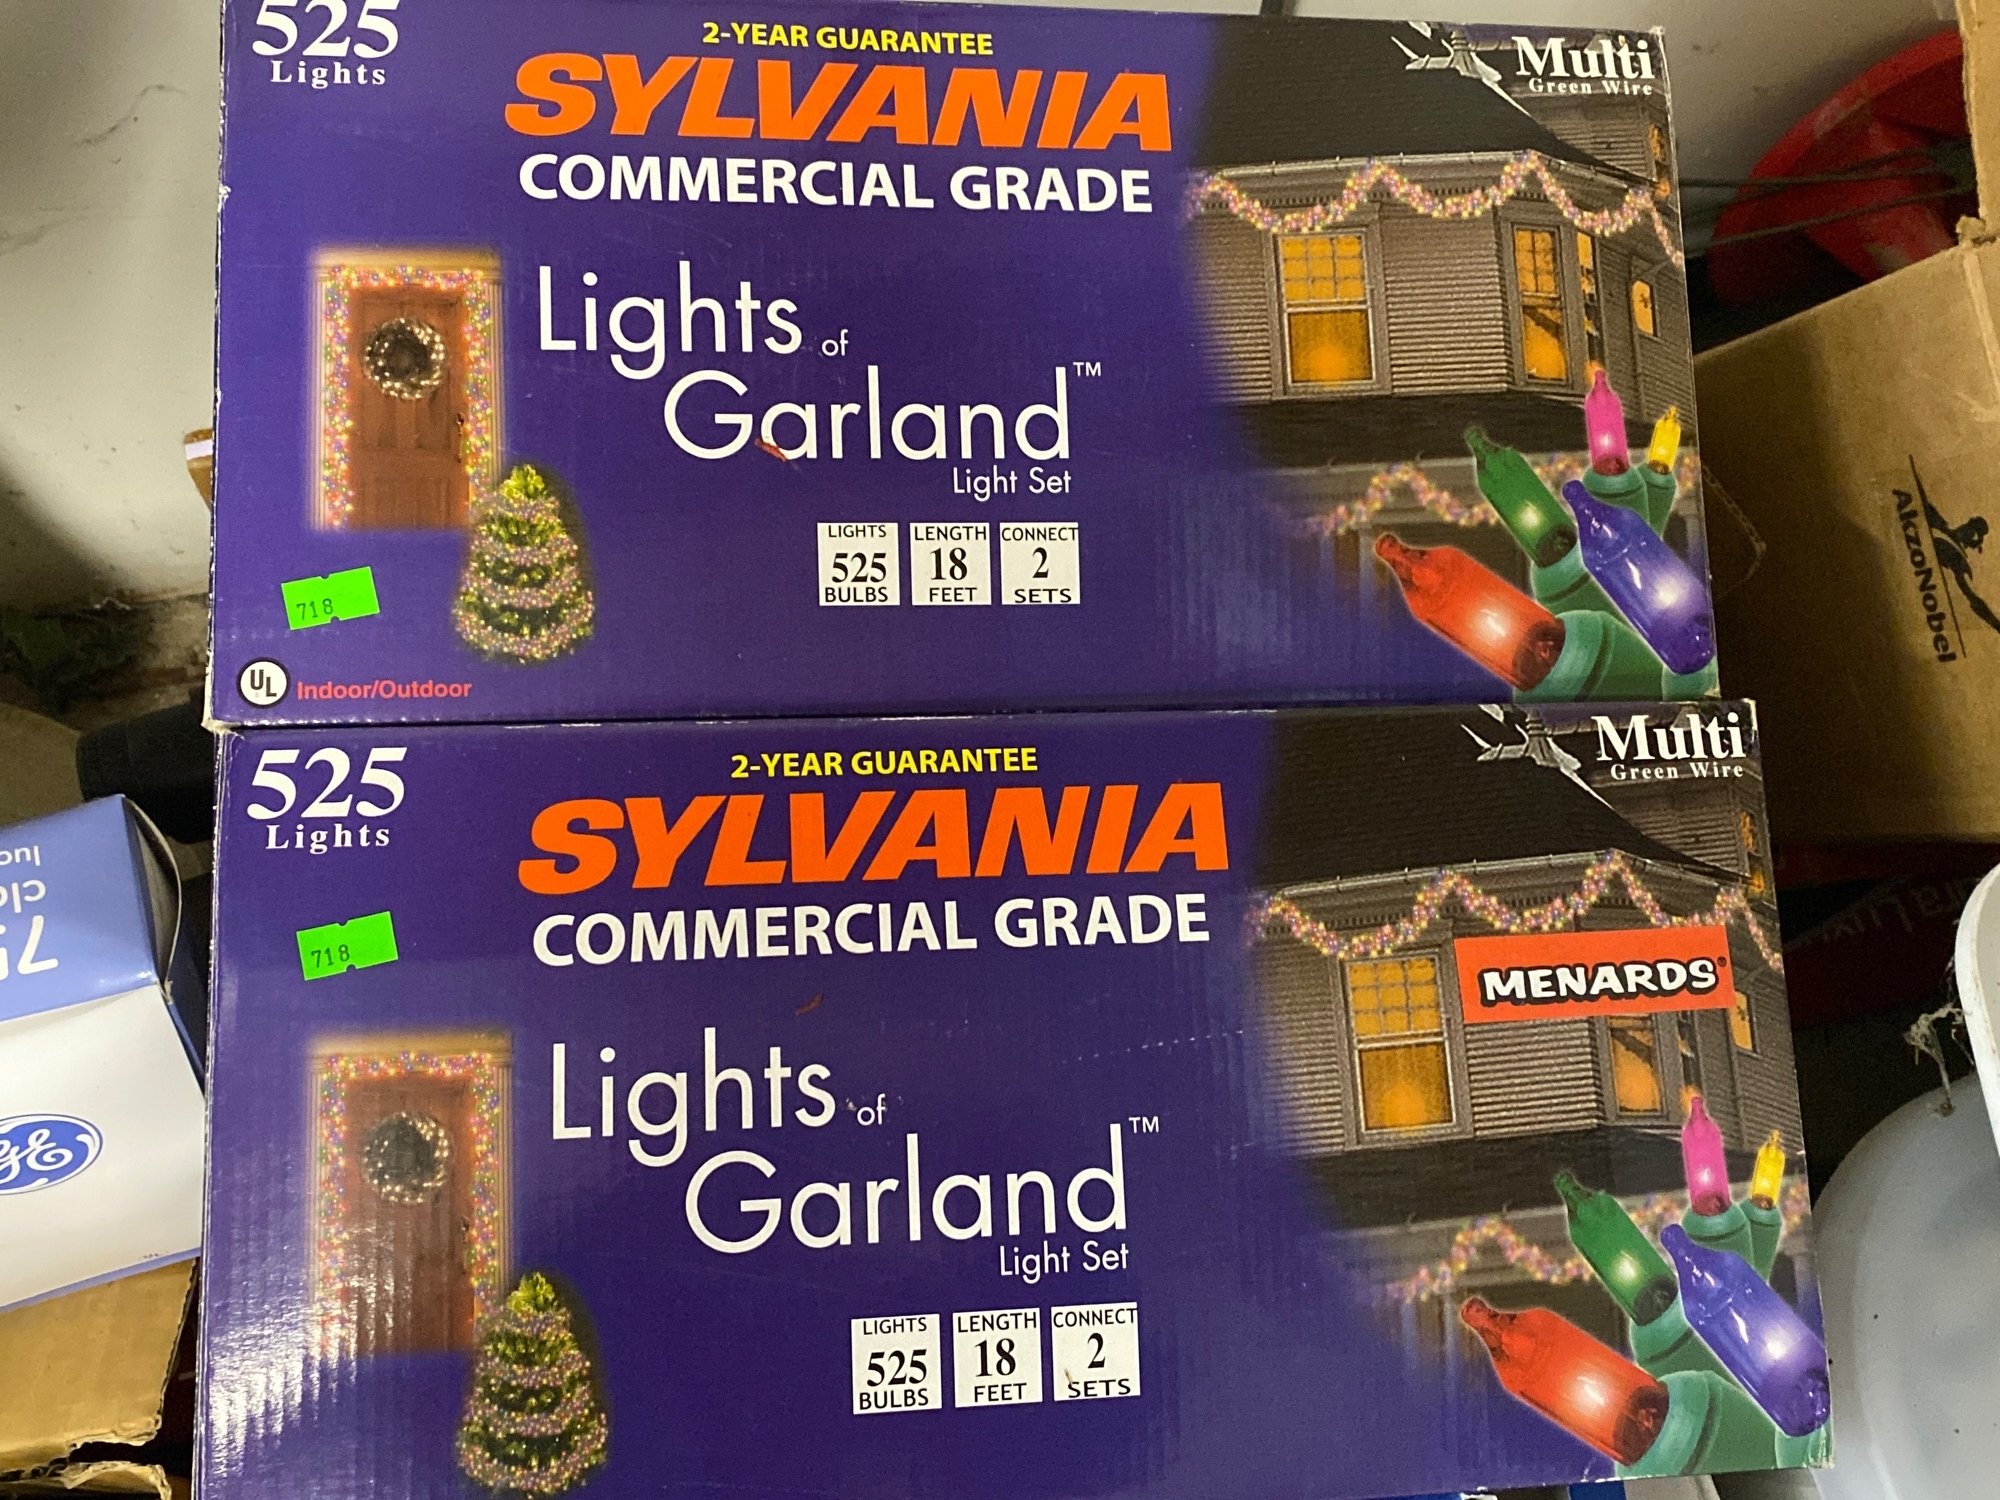 525
Lights
2-YEAR GUARANTEE
SYLVANIA
COMMERCIAL GRADE
Multi
Green Wire
Lights of
Garland™
Light Set
LIGHTS
525
BULBS
LENGTH
18
FEET
CONNECT
2
SETS
718
UL
Indoor/Outdoor
AkzoNobel
525
Lights
2-YEAR GUARANTEE
SYLVANIA
COMMERCIAL GRADE
Multi
Green Wire
718
MENARDS
Lights of
Garland™
Light Set
LIGHTS
525
BULBS
LENGTH
18
FEET
CONNECT
2
SETS
GE